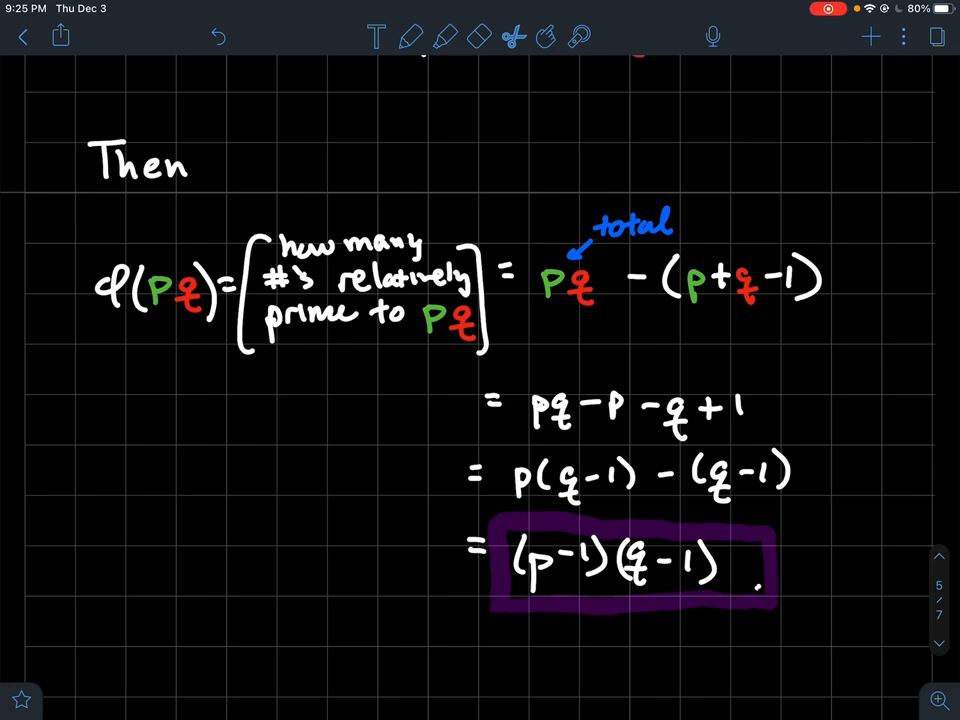 9:25 PM Thu Dec 3 80%
T
Then
total
φ(pq) = [how many #'s relatively prime to pq] = pq - (p+q-1)
= pq - p - q + 1
= p(q-1) - (q-1)
= (p-1)(q-1).
5
/
7